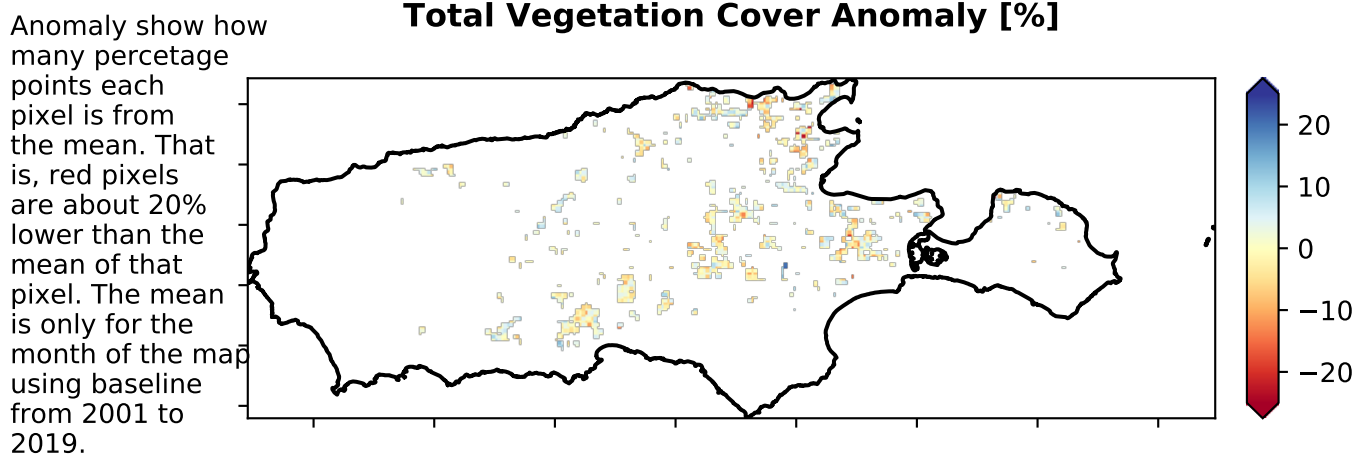 Total Vegetation Cover Anomaly [%]
Anomaly show how
many percetage
points each
pixel is from
the mean. That
is, red pixels
are about 20%
lower than the
mean of that
pixel. The mean
is only for the
month of the map
using baseline
from 2001 to
2019.
20
10
0
−10
−20